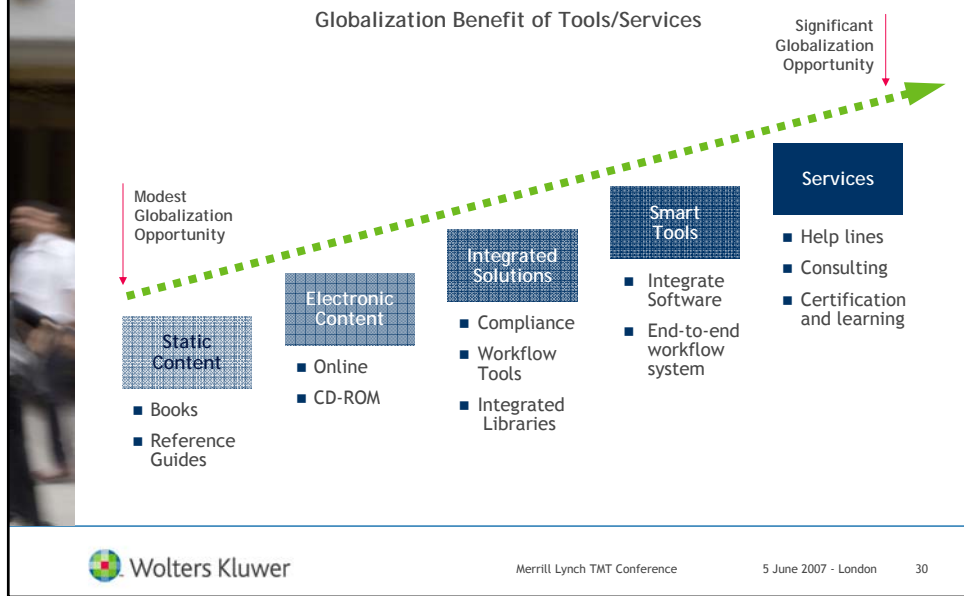 Globalization Benefit of Tools/Services
Significant
Globalization
Opportunity
Modest
Globalization
Opportunity
Static
Content
■ Books
■ Reference
Guides
Electronic
Content
■ Online
■ CD-ROM
Integrated
Solutions
■ Compliance
■ Workflow
Tools
■ Integrated
Libraries
Smart
Tools
■ Integrate
Software
■ End-to-end
workflow
system
Services
■ Help lines
■ Consulting
■ Certification
and learning
Wolters Kluwer
Merrill Lynch TMT Conference
5 June 2007 - London
30